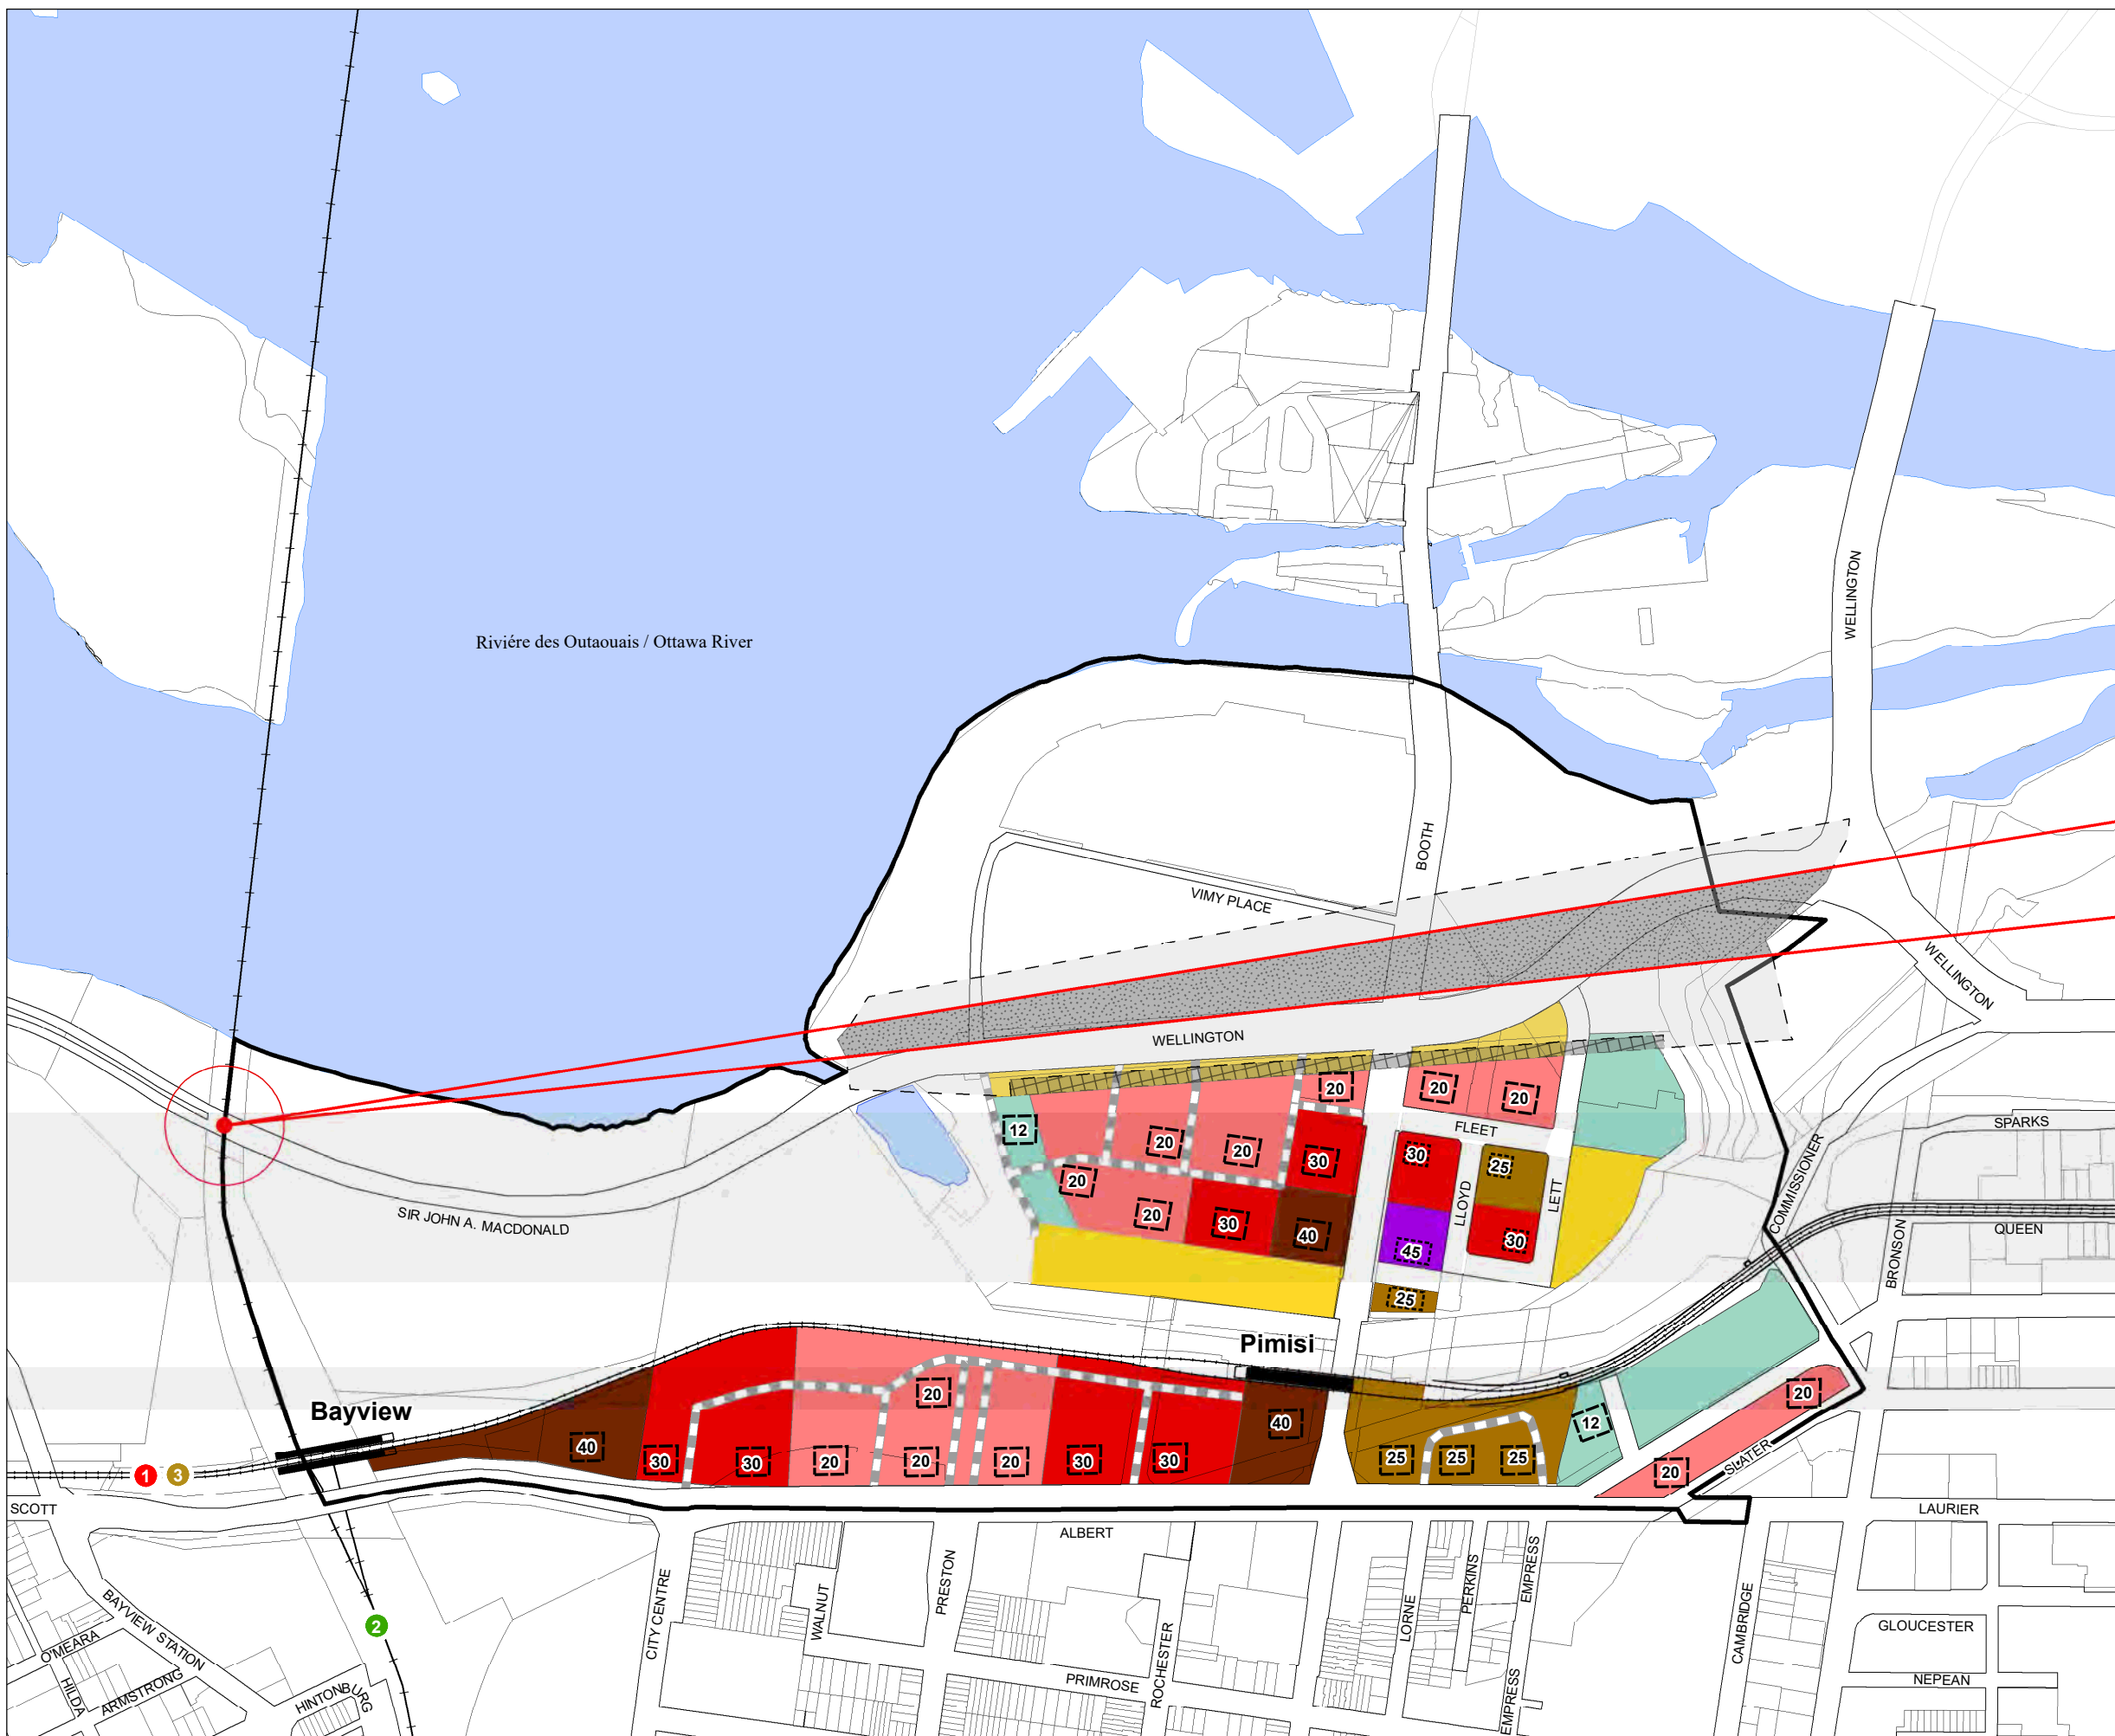 Riviére des Outaouais / Ottawa River
WELLINGTON
BOOTH
VIMY PLACE
WELLINGTON
WELLINGTON
20
20
20
12
FLEET
SPARKS
20
20
30
30
25
20
SIR JOHN A. MACDONALD
20
30
40
LLOYD
LETT
COMMISSIONER
45
30
QUEEN
BRONSON
25
Pimisi
Bayview
20
20
40
30
30
20
20
20
30
30
40
25
25
25
12
20
SLATER
1
3
SCOTT
ALBERT
LAURIER
BAYVIEW STATION
2
CITY CENTRE
WALNUT
PRESTON
ROCHESTER
LORNE
PERKINS
EMPRESS
CAMBRIDGE
GLOUCESTER
O'MEARA
HILDA
ARMSTRONG
HINTONBURG
PRIMROSE
EMPRESS
NEPEAN